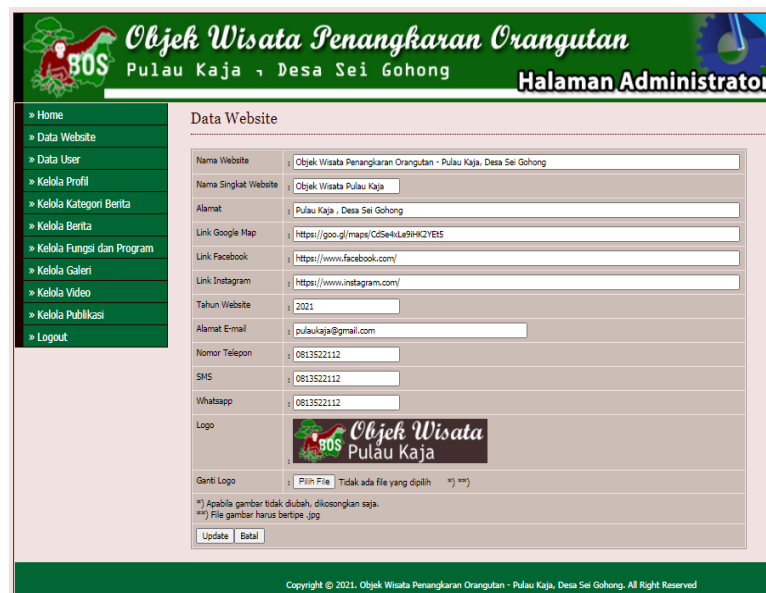 BOS
Objek Wisata Penangkaran Orangutan
Pulau Kaja , Desa Sei Gohong
Halaman Administrator
» Home
» Data Website
» Data User
» Kelola Profil
» Kelola Kategori Berita
» Kelola Berita
» Kelola Fungsi dan Program
» Kelola Galeri
» Kelola Video
» Kelola Publikasi
» Logout
Data Website
Nama Website : Objek Wisata Penangkaran Orangutan - Pulau Kaja, Desa Sei Gohong
Nama Singkat Website : Objek Wisata Pulau Kaja
Alamat : Pulau Kaja , Desa Sei Gohong
Link Google Map : https://goo.gl/maps/CdSe4xLe9iHK2YEt5
Link Facebook : https://www.facebook.com/
Link Instagram : https://www.instagram.com/
Tahun Website : 2021
Alamat E-mail : pulaukaja@gmail.com
Nomor Telepon : 0813522112
SMS : 0813522112
Whatsapp : 0813522112
Logo : BOS Objek Wisata
Pulau Kaja
Ganti Logo : Pilih File Tidak ada file yang dipilih *) **)
*) Apabila gambar tidak diubah, dikosongkan saja.
**) File gambar harus bertipe .jpg
Update Batal
Copyright © 2021. Objek Wisata Penangkaran Orangutan - Pulau Kaja, Desa Sei Gohong. All Right Reserved